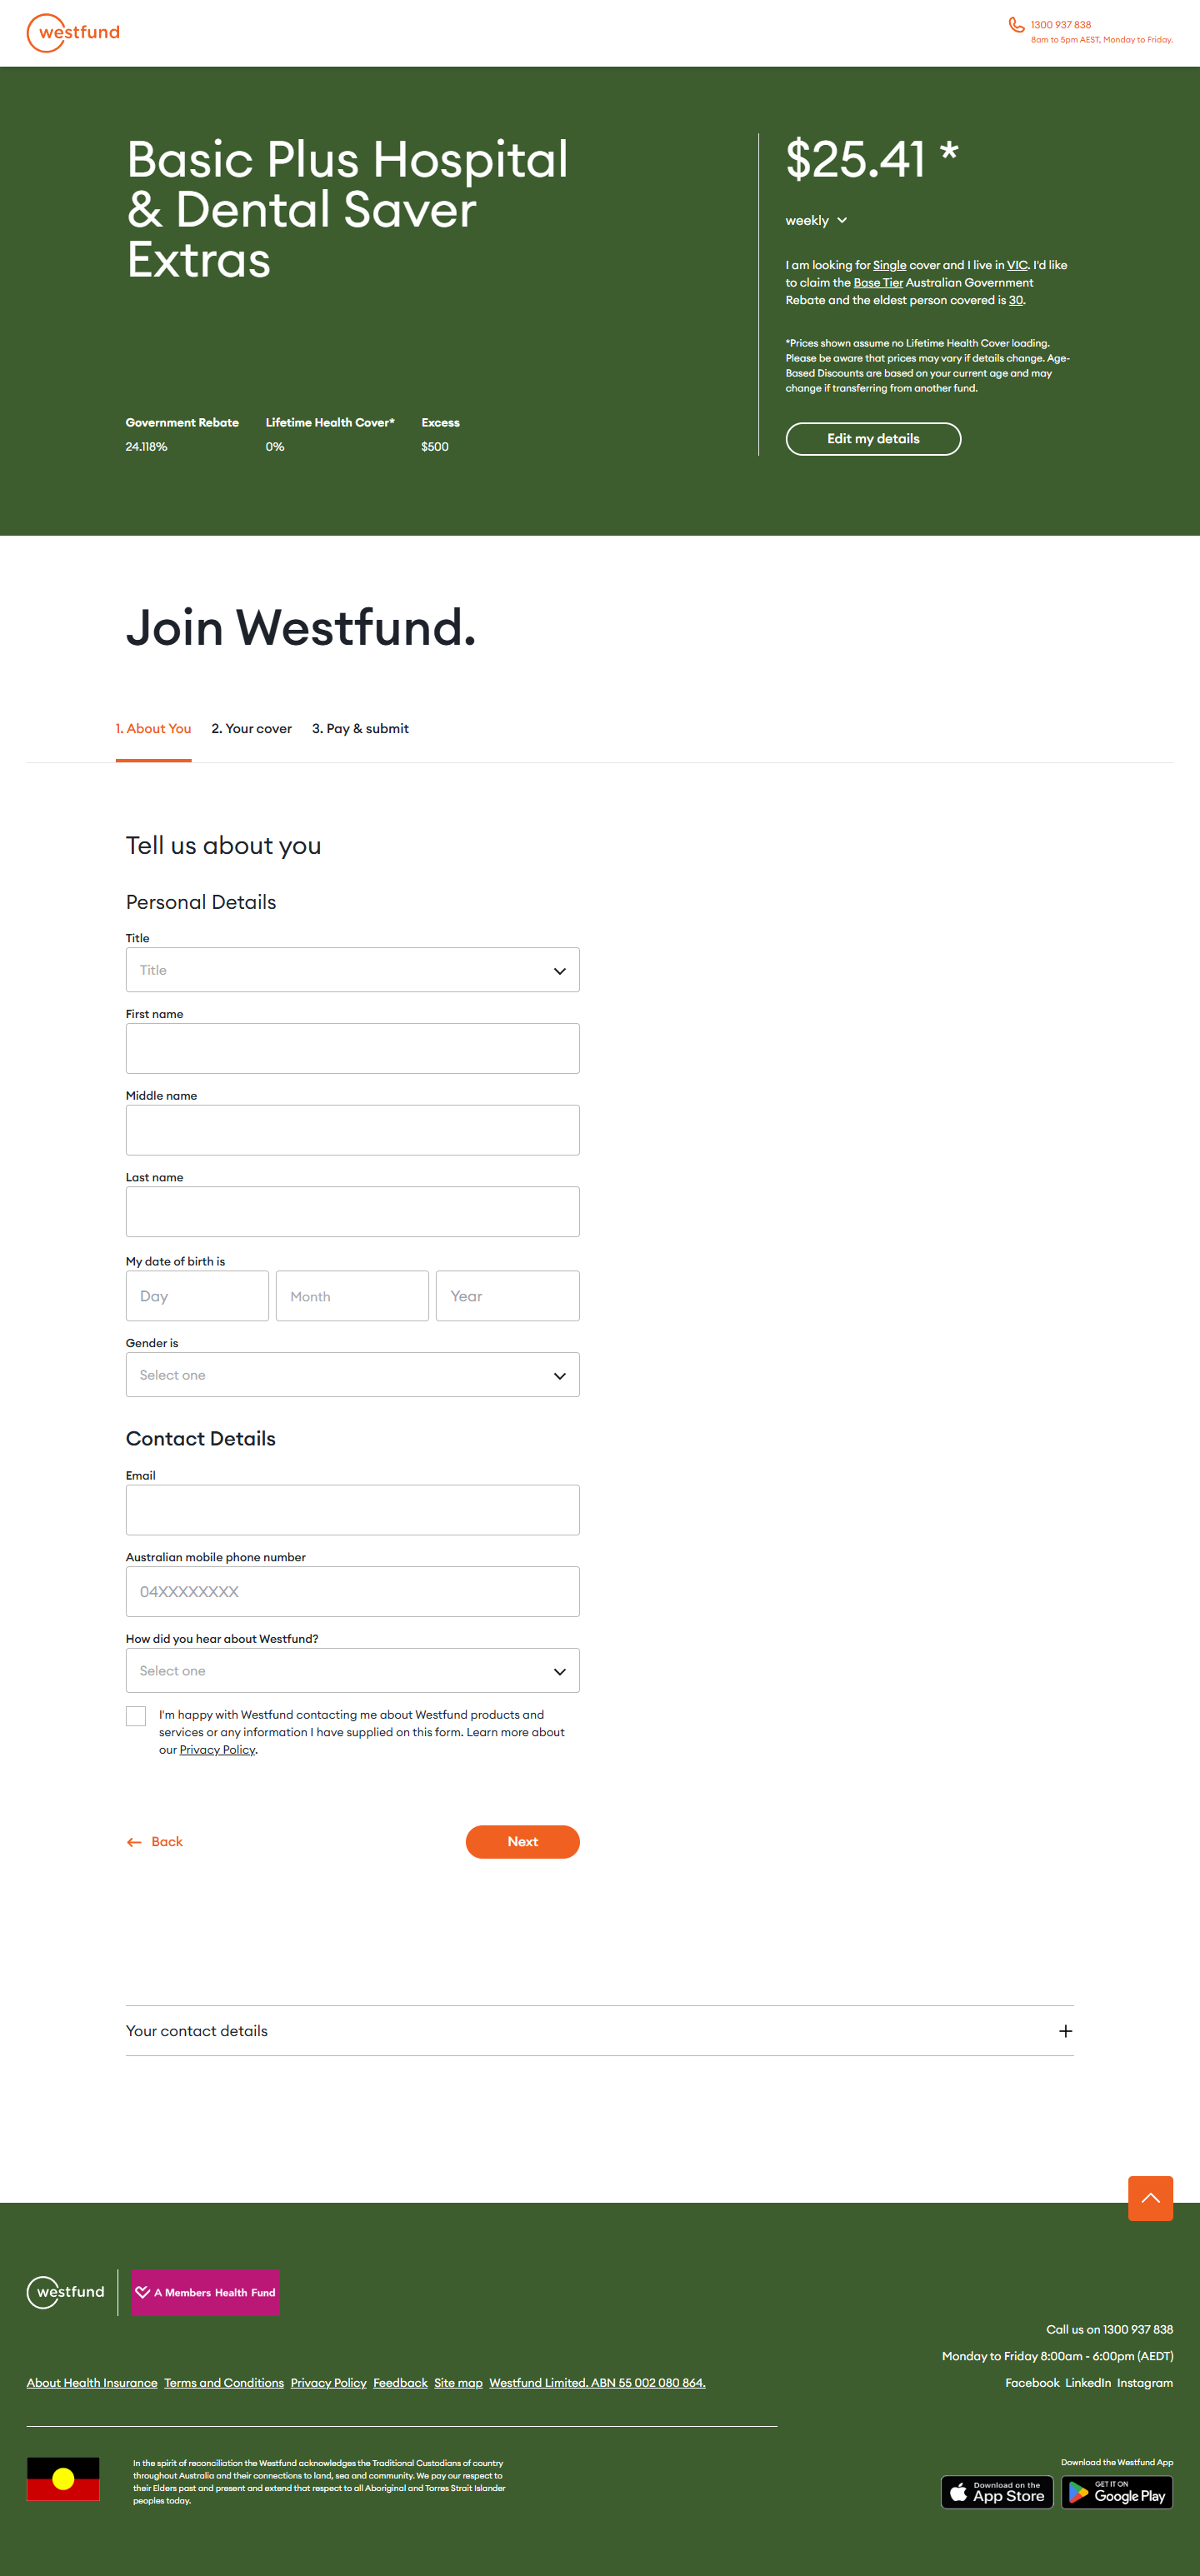 westfund
1300 937 838
8am to 5pm AEST, Monday to Friday.
Basic Plus Hospital
& Dental Saver
Extras
Government Rebate
24.118%
Lifetime Health Cover*
0%
Excess
$500
$25.41 *
weekly
I am looking for Single cover and I live in VIC. I'd like
to claim the Base Tier Australian Government
Rebate and the eldest person covered is 30.
*Prices shown assume no Lifetime Health Cover loading.
Please be aware that prices may vary if details change. Age-
Based Discounts are based on your current age and may
change if transferring from another fund.
Edit my details
Join Westfund.
1. About You
2. Your cover
3. Pay & submit
Tell us about you
Personal Details
Title
Title
First name
Middle name
Last name
My date of birth is
Day
Month
Year
Gender is
Select one
Contact Details
Email
Australian mobile phone number
04XXXXXXXX
How did you hear about Westfund?
Select one
I'm happy with Westfund contacting me about Westfund products and
services or any information I have supplied on this form. Learn more about
our Privacy Policy.
Back
Next
Your contact details
westfund
A Members Health Fund
Call us on 1300 937 838
Monday to Friday 8:00am - 6:00pm (AEDT)
About Health Insurance Terms and Conditions Privacy Policy Feedback Site map Westfund Limited. ABN 55 002 080 864.
Facebook LinkedIn Instagram
In the spirit of reconciliation the Westfund acknowledges the Traditional Custodians of country
throughout Australia and their connections to land, sea and community. We pay our respect to
their Elders past and present and extend that respect to all Aboriginal and Torres Strait Islander
peoples today.
Download the Westfund App
Download on the
App Store
GET IT ON
Google Play